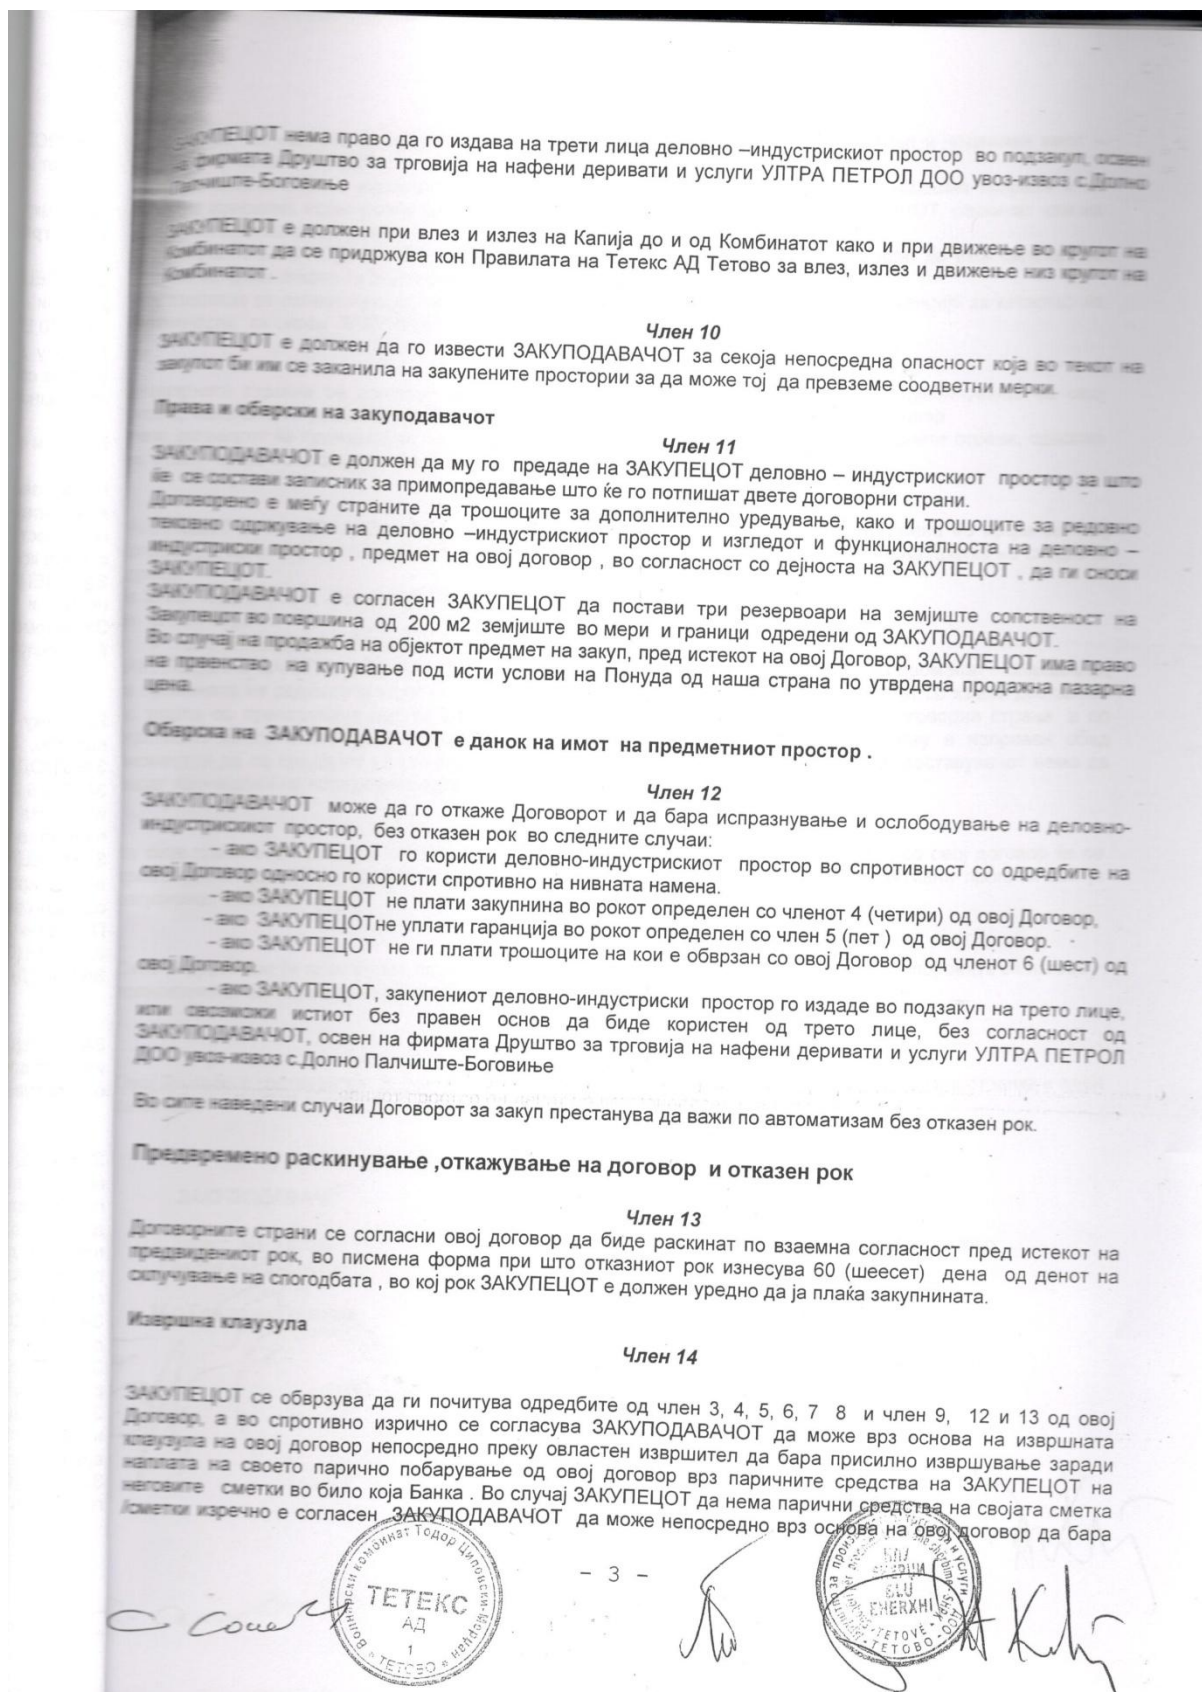 ЗАКУПЕЦОТ нема право да го издава на трети лица деловно –индустрискиот простор во подзакуп, освен
на фирмата Друштво за трговија на нафени деривати и услуги УЛТРА ПЕТРОЛ ДОО увоз-извоз с.Долно
Палчиште-Боговиње
ЗАКУПЕЦОТ е должен при влез и излез на Капија до и од Комбинатот како и при движење во кругот на
Комбинатот да се придржува кон Правилата на Тетекс АД Тетово за влез, излез и движење низ кругот на
Комбинатот .
Член 10
ЗАКУПЕЦОТ е должен да го извести ЗАКУПОДАВАЧОТ за секоја непосредна опасност која во текот на
закупот би им се заканила на закупените простории за да може тој да превземе соодветни мерки.
Права и обврски на закуподавачот
Член 11
ЗАКУПОДАВАЧОТ е должен да му го предаде на ЗАКУПЕЦОТ деловно – индустрискиот простор за што
ќе се состави записник за примопредавање што ќе го потпишат двете договорни страни.
Договорено е меѓу страните да трошоците за дополнително уредување, како и трошоците за редовно
тековно одржување на деловно –индустрискиот простор и изгледот и функционалноста на деловно –
индустриски простор , предмет на овој договор , во согласност со дејноста на ЗАКУПЕЦОТ , да ги сноси
ЗАКУПЕЦОТ.
ЗАКУПОДАВАЧОТ е согласен ЗАКУПЕЦОТ да постави три резервоари на земјиште сопственост на
Закупецот во површина од 200 м2 земјиште во мери и граници одредени од ЗАКУПОДАВАЧОТ.
Во случај на продажба на објектот предмет на закуп, пред истекот на овој Договор, ЗАКУПЕЦОТ има право
на првенство на купување под исти услови на Понуда од наша страна по утврдена продажна пазарна
цена.
Обврска на ЗАКУПОДАВАЧОТ е данок на имот на предметниот простор .
Член 12
ЗАКУПОДАВАЧОТ може да го откаже Договорот и да бара испразнување и ослободување на деловно-
индустрискиот простор, без отказен рок во следните случаи:
- ако ЗАКУПЕЦОТ го користи деловно-индустрискиот простор во спротивност со одредбите на
овој Договор односно го користи спротивно на нивната намена.
- ако ЗАКУПЕЦОТ не плати закупнина во рокот определен со членот 4 (четири) од овој Договор,
- ако ЗАКУПЕЦОТне уплати гаранција во рокот определен со член 5 (пет ) од овој Договор.
- ако ЗАКУПЕЦОТ не ги плати трошоците на кои е обврзан со овој Договор од членот 6 (шест) од
овој Договор.
- ако ЗАКУПЕЦОТ, закупениот деловно-индустриски простор го издаде во подзакуп на трето лице,
или овозможи истиот без правен основ да биде користен од трето лице, без согласност од
ЗАКУПОДАВАЧОТ, освен на фирмата Друштво за трговија на нафени деривати и услуги УЛТРА ПЕТРОЛ
ДОО увоз-извоз с.Долно Палчиште-Боговиње
Во сите наведени случаи Договорот за закуп престанува да важи по автоматизам без отказен рок.
Предвремено раскинување ,откажување на договор и отказен рок
Член 13
Договорните страни се согласни овој договор да биде раскинат по взаемна согласност пред истекот на
предвидениот рок, во писмена форма при што отказниот рок изнесува 60 (шеесет) дена од денот на
склучување на спогодбата , во кој рок ЗАКУПЕЦОТ е должен уредно да ја плаќа закупнината.
Извршна клаузула
Член 14
ЗАКУПЕЦОТ се обврзува да ги почитува одредбите од член 3, 4, 5, 6, 7 8 и член 9, 12 и 13 од овој
Договор, а во спротивно изрично се согласува ЗАКУПОДАВАЧОТ да може врз основа на извршната
клаузула на овој договор непосредно преку овластен извршител да бара присилно извршување заради
наплата на своето парично побарување од овој договор врз паричните средства на ЗАКУПЕЦОТ на
неговите сметки во било која Банка . Во случај ЗАКУПЕЦОТ да нема парични средства на својата сметка
/сметки изречно е согласен ЗАКУПОДАВАЧОТ да може непосредно врз основа на овој договор да бара
- 3 -
Волнарски комбинат Тодор Циповски-Мерџан
ТЕТЕКС
АД
1
ТЕТОВО
BLU
ENERXHI
TETOVË
ТЕТОВО